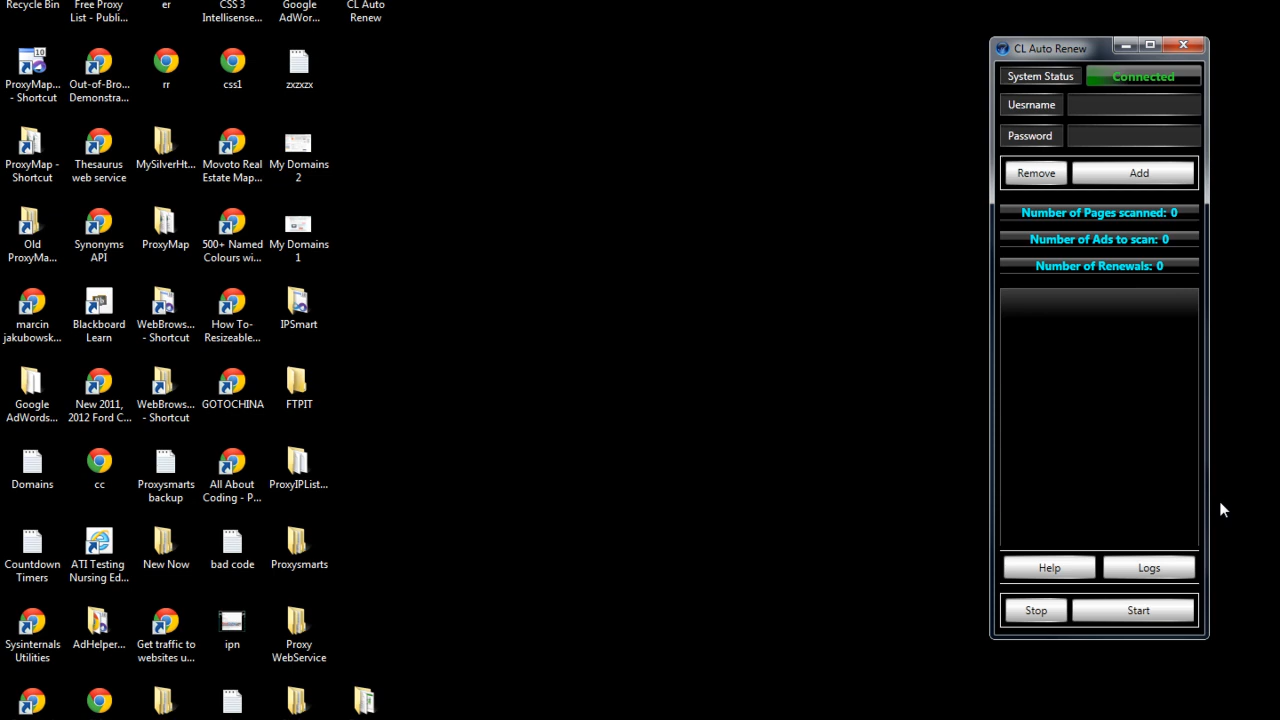 Recycle Bin
Free Proxy
List - Publi...
er
CSS 3
Intellisense...
Google
AdWor...
CL Auto
Renew
10
ProxyMap...
- Shortcut
Out-of-Bro...
Demonstra...
rr
css1
zxzxzx
ProxyMap -
Shortcut
Thesaurus
web service
MySilverHt...
Movoto Real
Estate Map...
My Domains
2
Old
ProxyMa...
Synonyms
API
ProxyMap
500+ Named
Colours wi...
My Domains
1
marcin
jakubowsk...
Blackboard
Learn
WebBrows...
- Shortcut
How To-
Resizeable...
IPSmart
Google
AdWords...
New 2011,
2012 Ford C...
WebBrows...
- Shortcut
GOTOCHINA
FTPIT
Domains
cc
Proxysmarts
backup
All About
Coding - P...
ProxyIPList...
Countdown
Timers
ATI Testing
Nursing Ed...
New Now
bad code
Proxysmarts
Sysinternals
Utilities
AdHelper...
Get traffic to
websites u...
ipn
Proxy
WebService
CL Auto Renew
System Status
Connected
Uesrname
Password
Remove
Add
Number of Pages scanned: 0
Number of Ads to scan: 0
Number of Renewals: 0
Help
Logs
Stop
Start